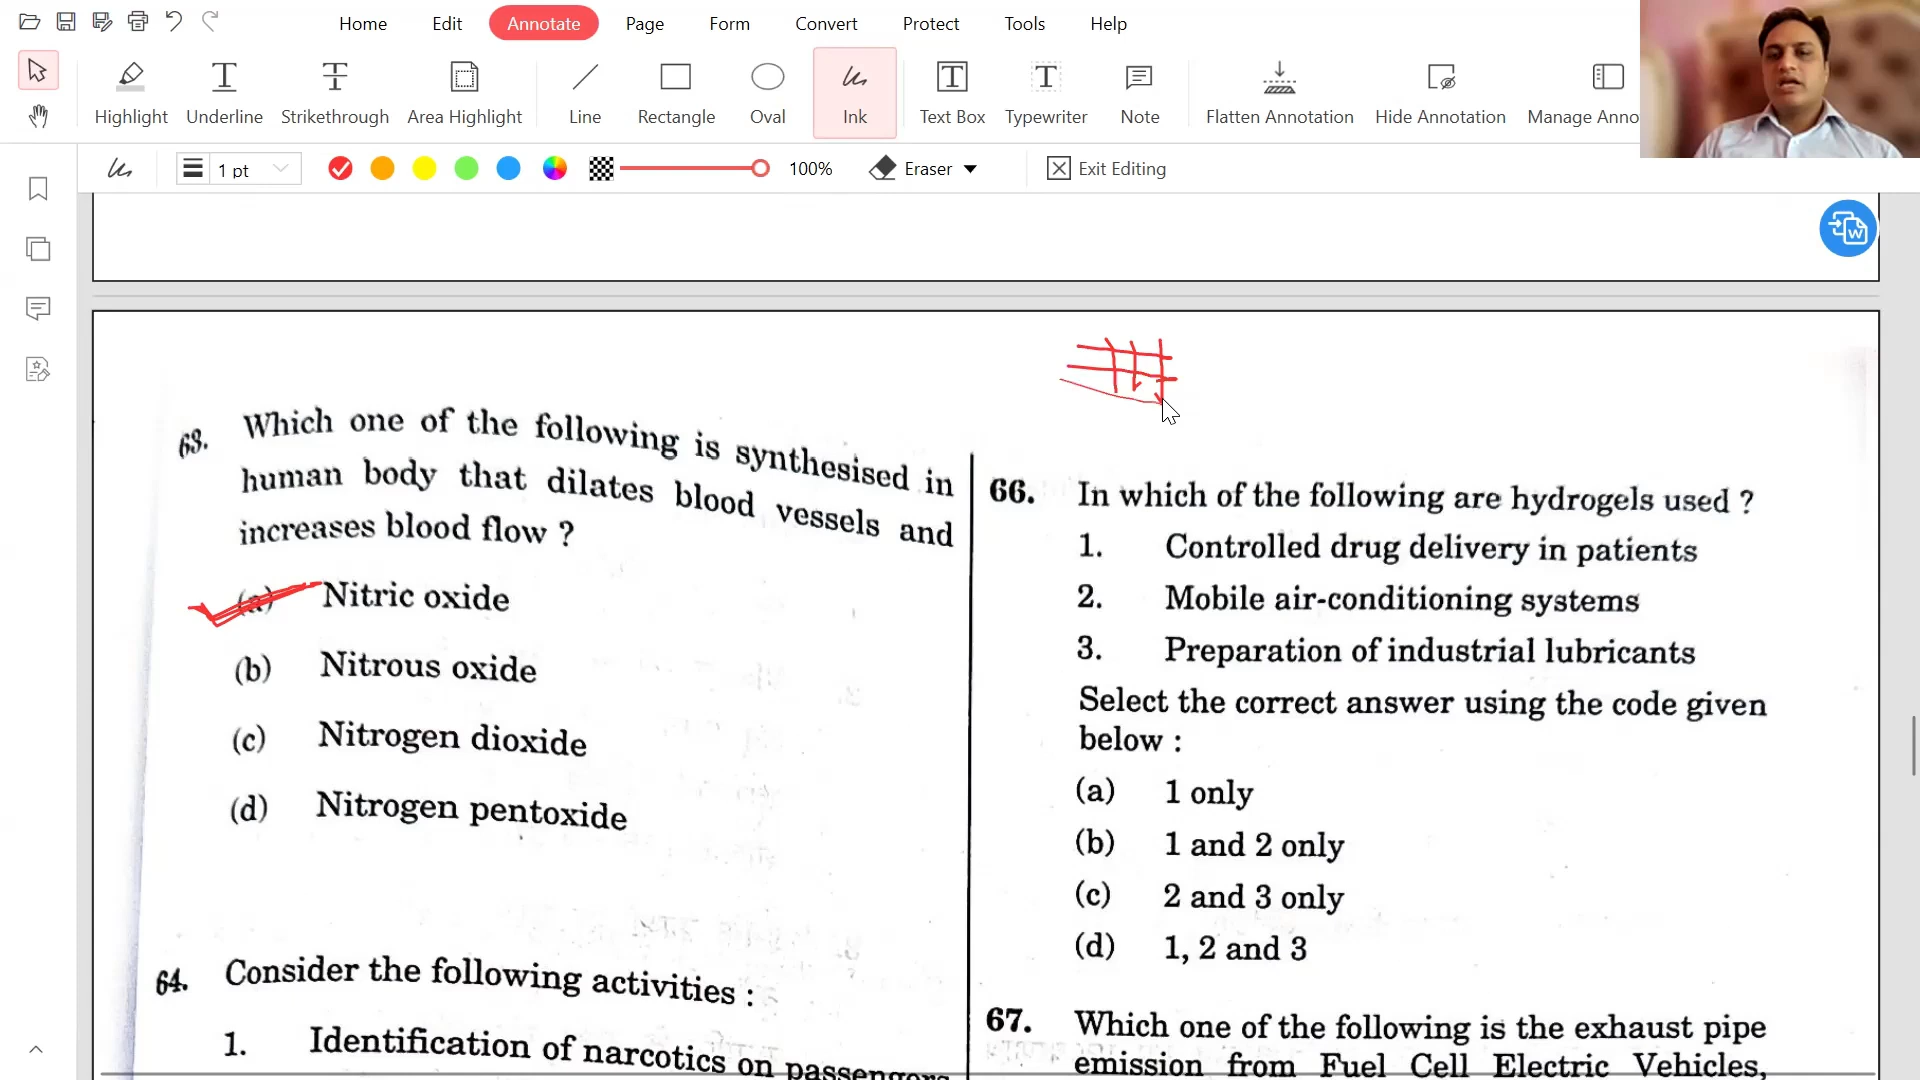 Home Edit Annotate Page Form Convert Protect Tools Help
Highlight Underline Strikethrough Area Highlight Line Rectangle Oval Ink Text Box Typewriter Note Flatten Annotation Hide Annotation Manage Anno
1 pt 100% Eraser Exit Editing
63. Which one of the following is synthesised in
human body that dilates blood vessels and
increases blood flow ?
(a) Nitric oxide
(b) Nitrous oxide
(c) Nitrogen dioxide
(d) Nitrogen pentoxide
64. Consider the following activities :
1. Identification of narcotics on passengers
66. In which of the following are hydrogels used ?
1. Controlled drug delivery in patients
2. Mobile air-conditioning systems
3. Preparation of industrial lubricants
Select the correct answer using the code given
below :
(a) 1 only
(b) 1 and 2 only
(c) 2 and 3 only
(d) 1, 2 and 3
67. Which one of the following is the exhaust pipe
emission from Fuel Cell Electric Vehicles,